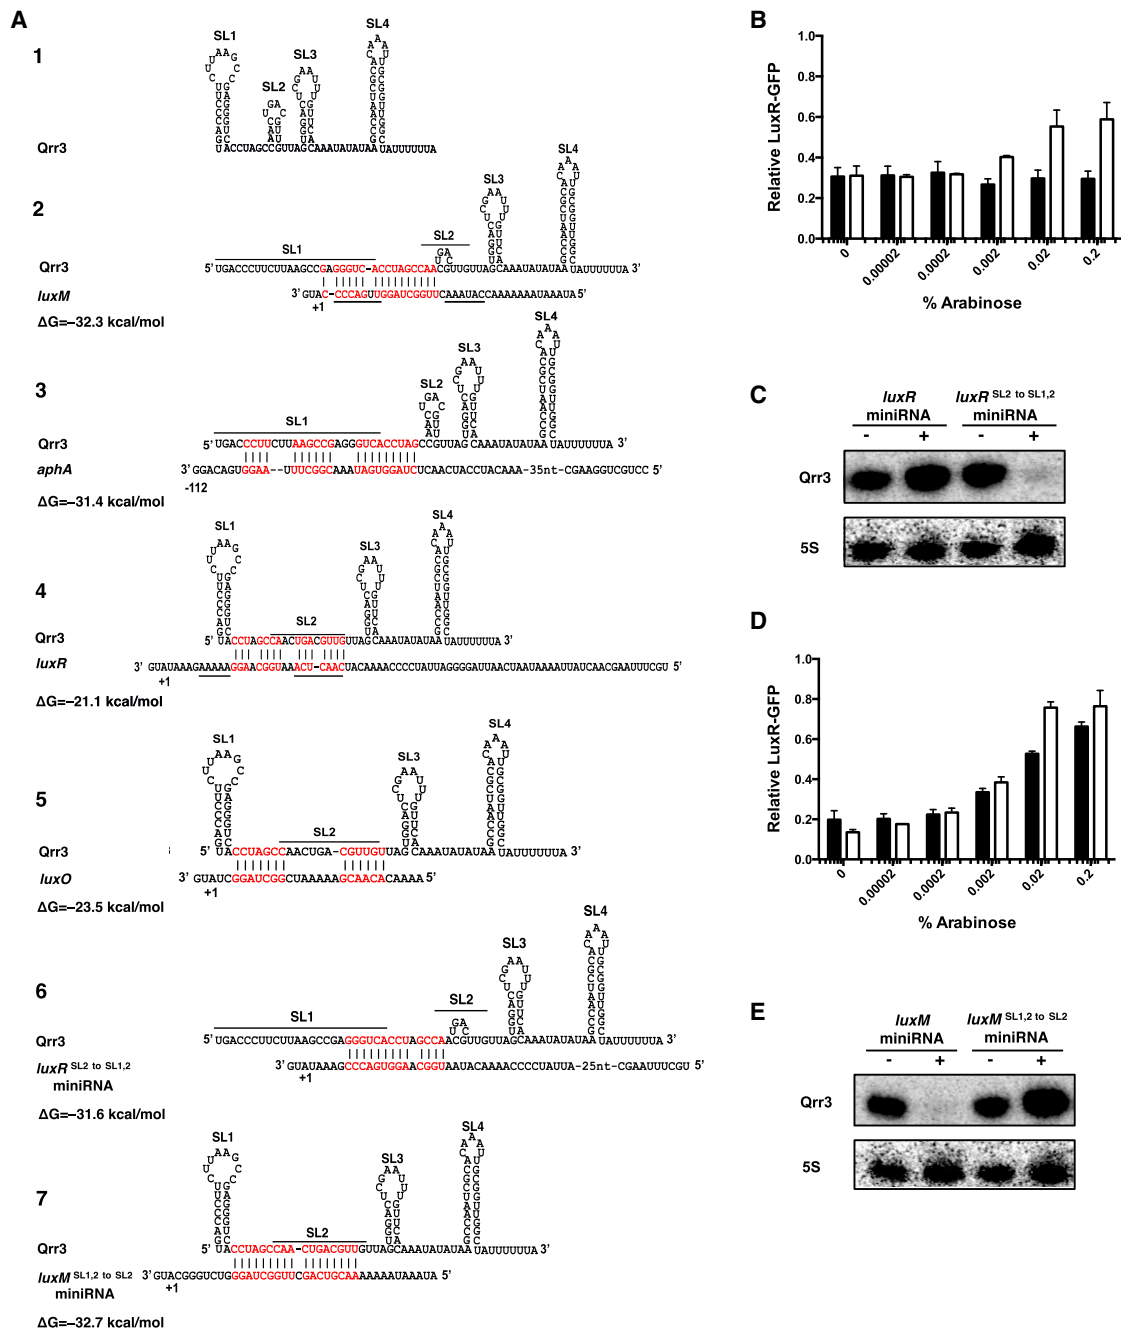 A
1
SL1
SL2
SL3
SL4
Qrr3
UACCUAGCCGUUAGCAAAUAUAUAAUAUUUUUUA
2
SL1
SL2
SL3
SL4
Qrr3
5' UGACCCUUCUUAAGCCGAGGGUC-ACCUAGCCAACGUUGUUAGCAAAUAUAUAAUAUUUUUUA 3'
luxM
3' GUAC-CCCAGUUGGAUCGGUUCAAAUACCAAAAAAAUAAAUA 5'
+1
ΔG=–32.3 kcal/mol
3
SL1
SL2
SL3
SL4
Qrr3
5' UGACCCUUCUUAAGCCGAGGGUCACCUAGCCGUUAGCAAAUAUAUAAUAUUUUUUA 3'
aphA
3' GGACAGUGGAA--UUUCGGCAAAUAGUGGAUCUCAACUACCUACAAA-35nt-CGAAGGUCGUCC 5'
-112
ΔG=–31.4 kcal/mol
4
SL1
SL2
SL3
SL4
Qrr3
5' UACCUAGCCAACUGACGUUGUUAGCAAAUAUAUAAUAUUUUUUA 3'
luxR
3' GUAUAAAGAAAAAGGAACGGUAAACU-CAACUACAAAACCCCUAUUAGGGGAUUAACUAAUAAAAUUAUCAACGAAUUUCGU 5'
+1
ΔG=–21.1 kcal/mol
5
SL1
SL2
SL3
SL4
Qrr3
5' UACCUAGCCAACUGA-CGUUGUUAGCAAAUAUAUAAUAUUUUUUA 3'
luxO
3' GUAUCGGAUCGGCUAAAAAGCAACACAAAA 5'
+1
ΔG=–23.5 kcal/mol
6
SL1
SL2
SL3
SL4
Qrr3
5' UGACCCUUCUUAAGCCGAGGGUCACCUAGCCAACGUUGUUAGCAAAUAUAUAAUAUUUUUUA 3'
luxR SL2 to SL1,2
miniRNA
3' GUAUAAAGCCCAGUGGAACGGUAAUACAAAACCCCUAUUA-25nt-CGAAUUUCGU 5'
+1
ΔG=–31.6 kcal/mol
7
SL1
SL2
SL3
SL4
Qrr3
5' UACCUAGCCAA-CUGACGUUGUUAGCAAAUAUAUAAUAUUUUUUA 3'
luxM SL1,2 to SL2
miniRNA
3' GUACGGGUCUGGGAUCGGUUCGACUGCAAAAAAAUAAAUA 5'
+1
ΔG=–32.7 kcal/mol
B
Relative LuxR-GFP
1.0
0.8
0.6
0.4
0.2
0.0
0
0.00002
0.0002
0.002
0.02
0.2
% Arabinose
C
luxR
miniRNA
luxR SL2 to SL1,2
miniRNA
- + - +
Qrr3
5S
D
Relative LuxR-GFP
1.0
0.8
0.6
0.4
0.2
0.0
0
0.00002
0.0002
0.002
0.02
0.2
% Arabinose
E
luxM
miniRNA
luxM SL1,2 to SL2
miniRNA
- + - +
Qrr3
5S